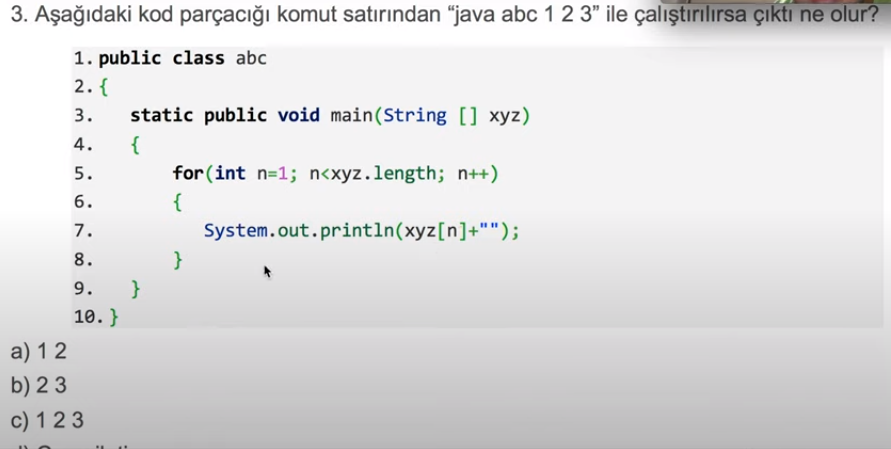 3. Aşağıdaki kod parçacığı komut satırından “java abc 1 2 3” ile çalıştırılırsa çıktı ne olur?
1. public class abc
2. {
3. static public void main(String [] xyz)
4. {
5. for(int n=1; n<xyz.length; n++)
6. {
7. System.out.println(xyz[n]+"");
8. }
9. }
10. }
a) 1 2
b) 2 3
c) 1 2 3